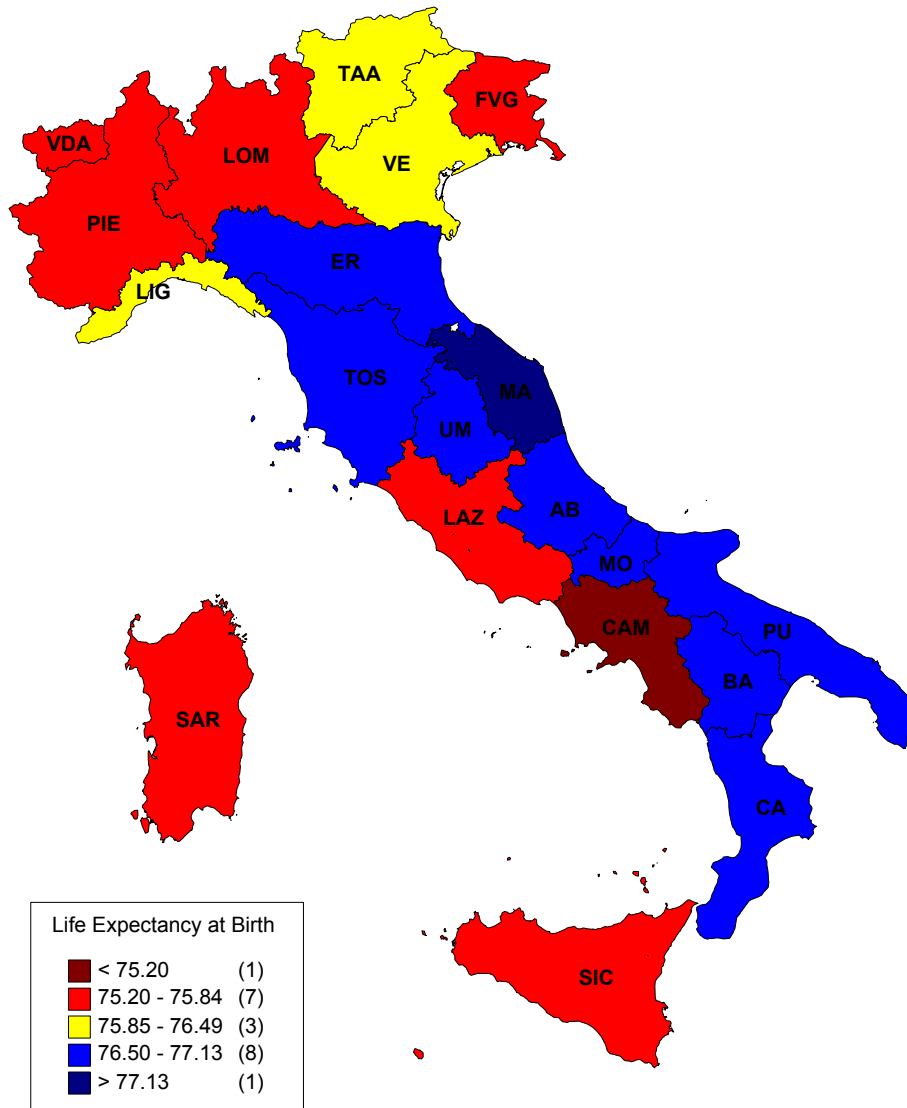 TAA
FVG
VDA
LOM
VE
PIE
ER
LIG
TOS
MA
UM
AB
LAZ
MO
CAM
PU
BA
SAR
CA
SIC
Life Expectancy at Birth
< 75.20 (1)
75.20 - 75.84 (7)
75.85 - 76.49 (3)
76.50 - 77.13 (8)
> 77.13 (1)